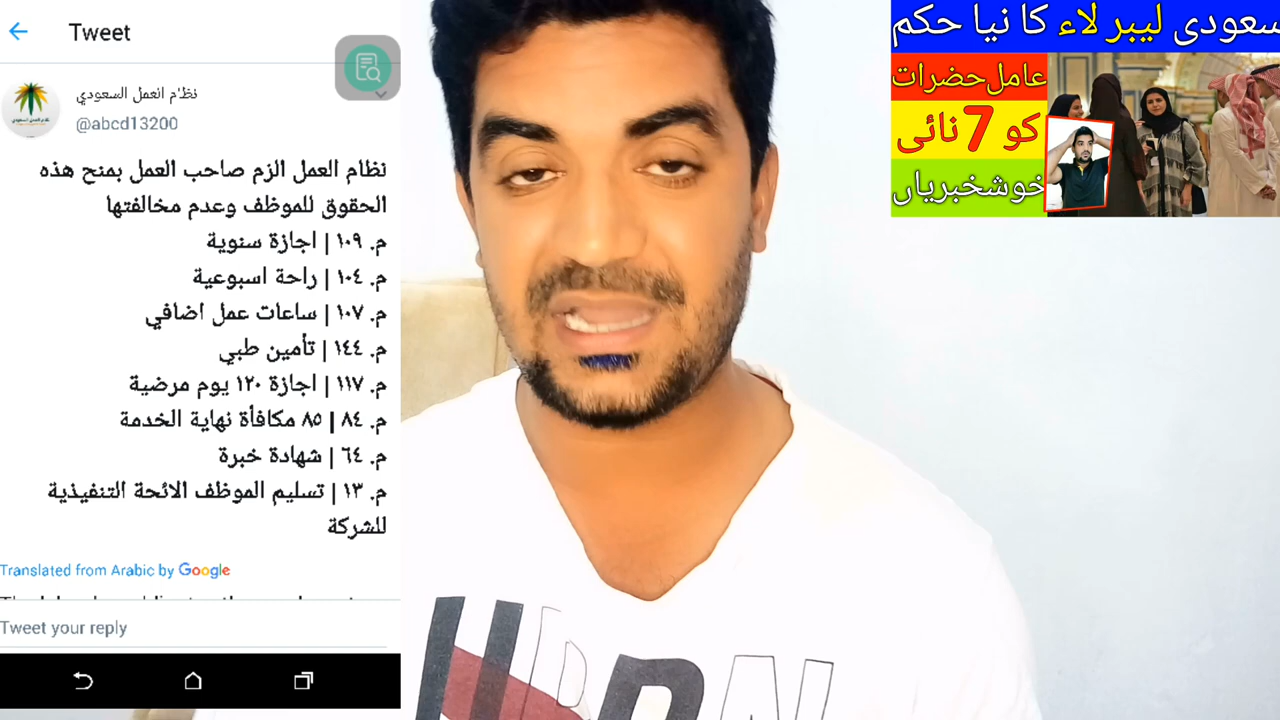 Tweet
نظام العمل السعودي
@abcd13200
نظام العمل الزم صاحب العمل بمنح هذه
الحقوق للموظف وعدم مخالفتها
م. ١٠٩ | اجازة سنوية
م. ١٠٤ | راحة اسبوعية
م. ١٠٧ | ساعات عمل اضافي
م. ١٤٤ | تأمين طبي
م. ١١٧ | اجازة ١٢٠ يوم مرضية
م. ٨٤ | ٨٥ مكافأة نهاية الخدمة
م. ٦٤ | شهادة خبرة
م. ١٣ | تسليم الموظف الائحة التنفيذية
للشركة
Translated from Arabic by Google
Tweet your reply
سعودی لیبر لاء کا نیا حکم
عامل حضرات
کو 7 نائی
خوشخبریاں